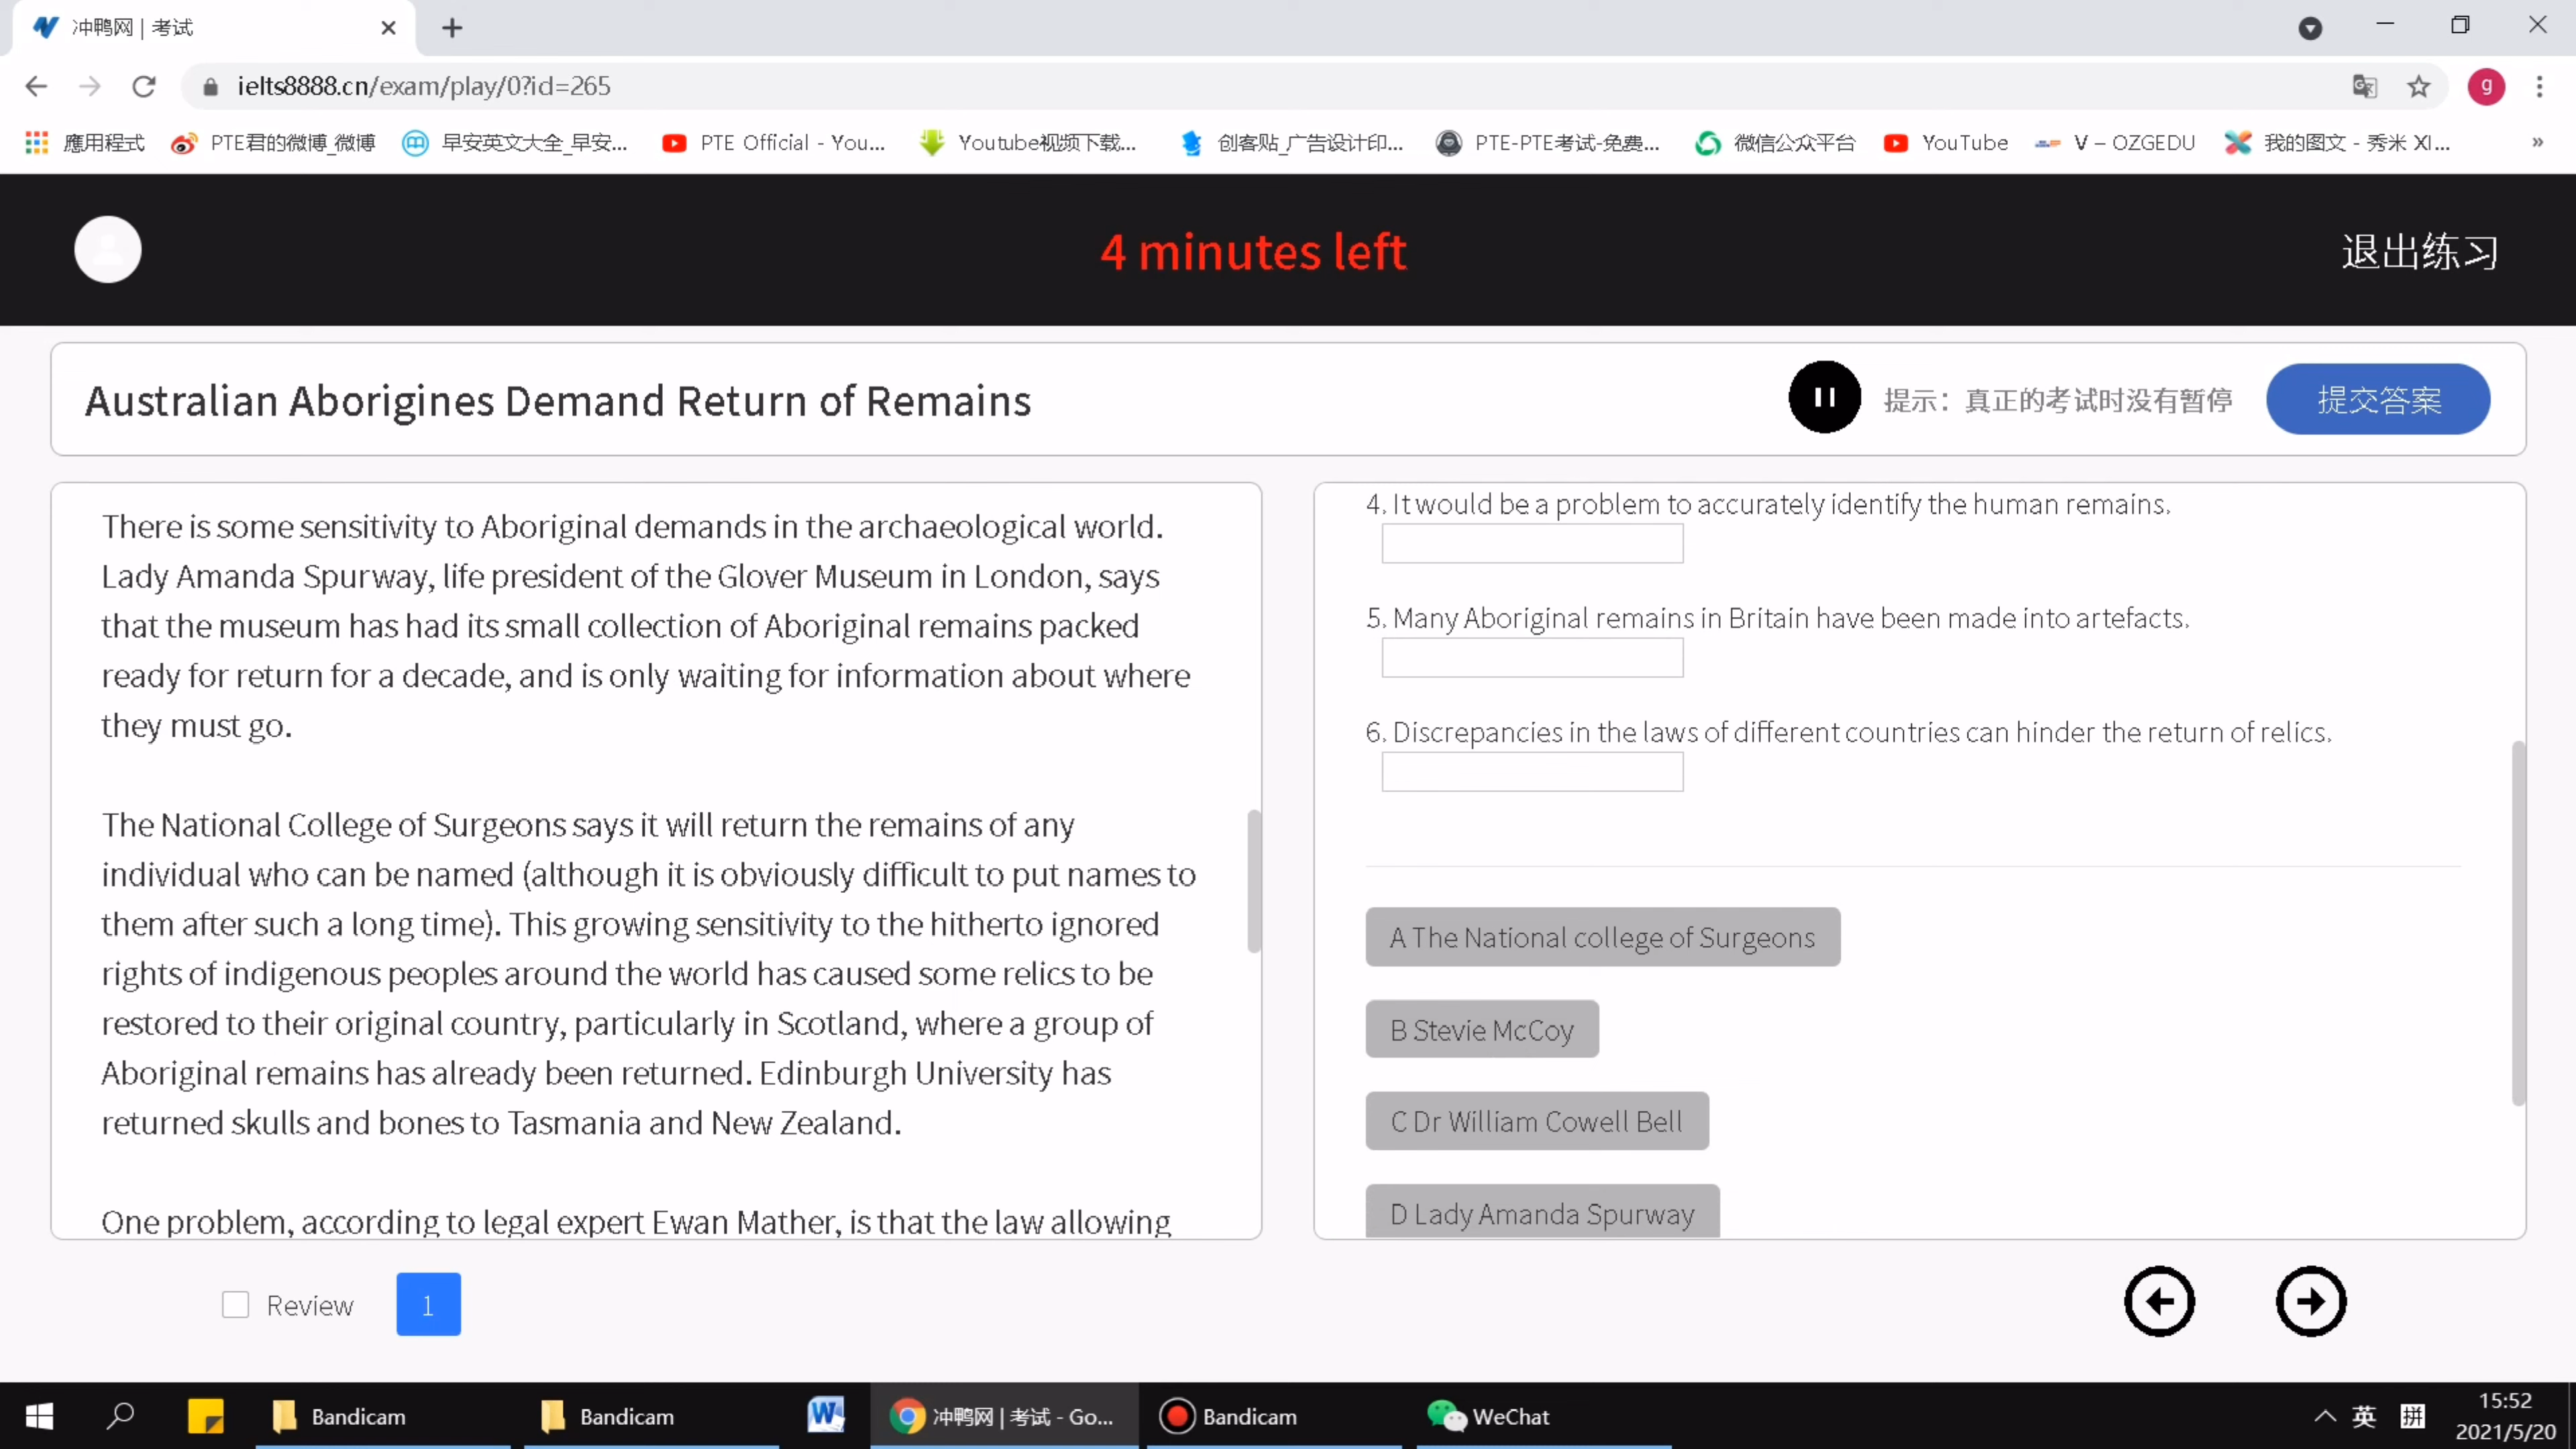 冲鸭网 | 考试
ielts8888.cn/exam/play/0?id=265
g
應用程式
PTE君的微博_微博
早安英文大全_早安...
PTE Official - You...
Youtube视频下载...
创客贴_广告设计印...
PTE-PTE考试-免费...
微信公众平台
YouTube
V – OZGEDU
我的图文 - 秀米 XI...
»
4 minutes left
退出练习
Australian Aborigines Demand Return of Remains
提示：真正的考试时没有暂停
提交答案
There is some sensitivity to Aboriginal demands in the archaeological world.
Lady Amanda Spurway, life president of the Glover Museum in London, says
that the museum has had its small collection of Aboriginal remains packed
ready for return for a decade, and is only waiting for information about where
they must go.
The National College of Surgeons says it will return the remains of any
individual who can be named (although it is obviously difficult to put names to
them after such a long time). This growing sensitivity to the hitherto ignored
rights of indigenous peoples around the world has caused some relics to be
restored to their original country, particularly in Scotland, where a group of
Aboriginal remains has already been returned. Edinburgh University has
returned skulls and bones to Tasmania and New Zealand.
One problem, according to legal expert Ewan Mather, is that the law allowing
4. It would be a problem to accurately identify the human remains.
5. Many Aboriginal remains in Britain have been made into artefacts.
6. Discrepancies in the laws of different countries can hinder the return of relics.
A The National college of Surgeons
B Stevie McCoy
C Dr William Cowell Bell
D Lady Amanda Spurway
Review
1
Bandicam
Bandicam
冲鸭网 | 考试 - Go...
Bandicam
WeChat
英
拼
15:52
2021/5/20